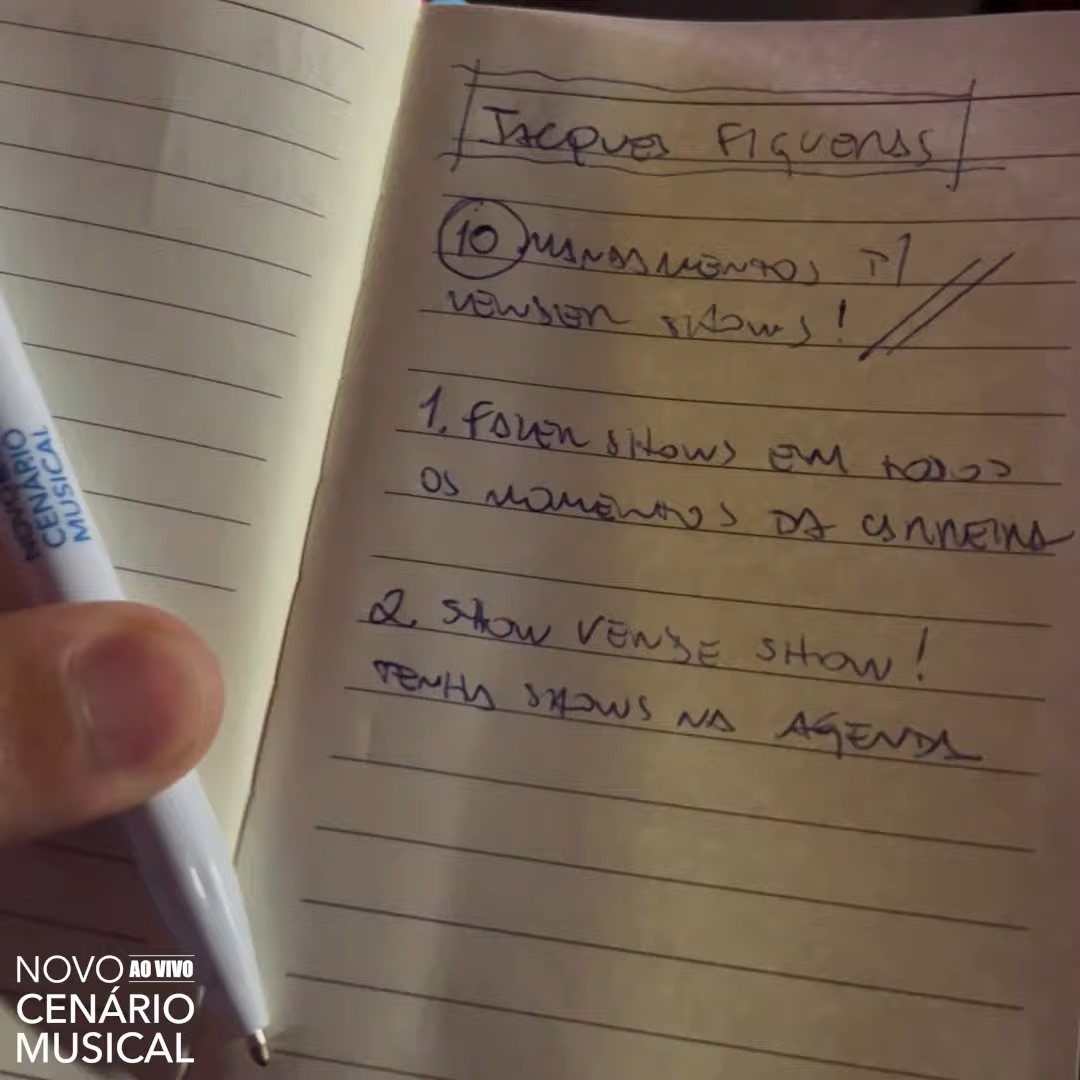 JACQUES FIGUERAS
10 MANDAMENTOS P/
VENDER SHOWS!
1. FAZER SHOWS EM TODOS
OS MOMENTOS DA CARREIRA
2. SHOW VENDE SHOW!
TENHA SHOWS NA AGENDA
NOVO
CENÁRIO
MUSICAL
NOVO AO VIVO
CENÁRIO
MUSICAL